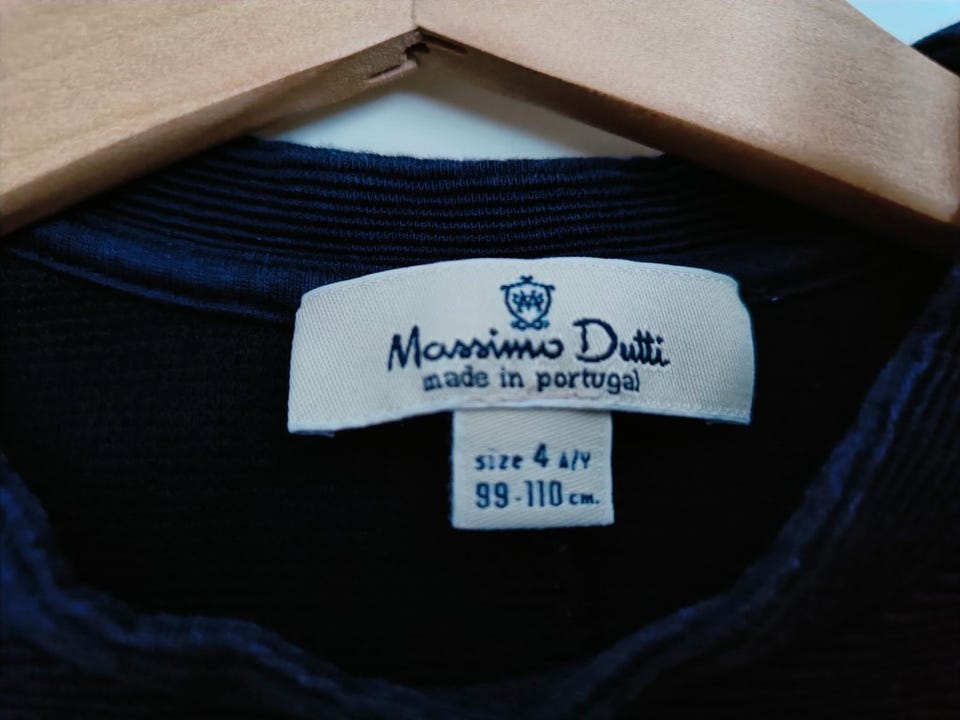 Massimo Dutti
made in portugal
size 4 A/Y
99-110 cm.